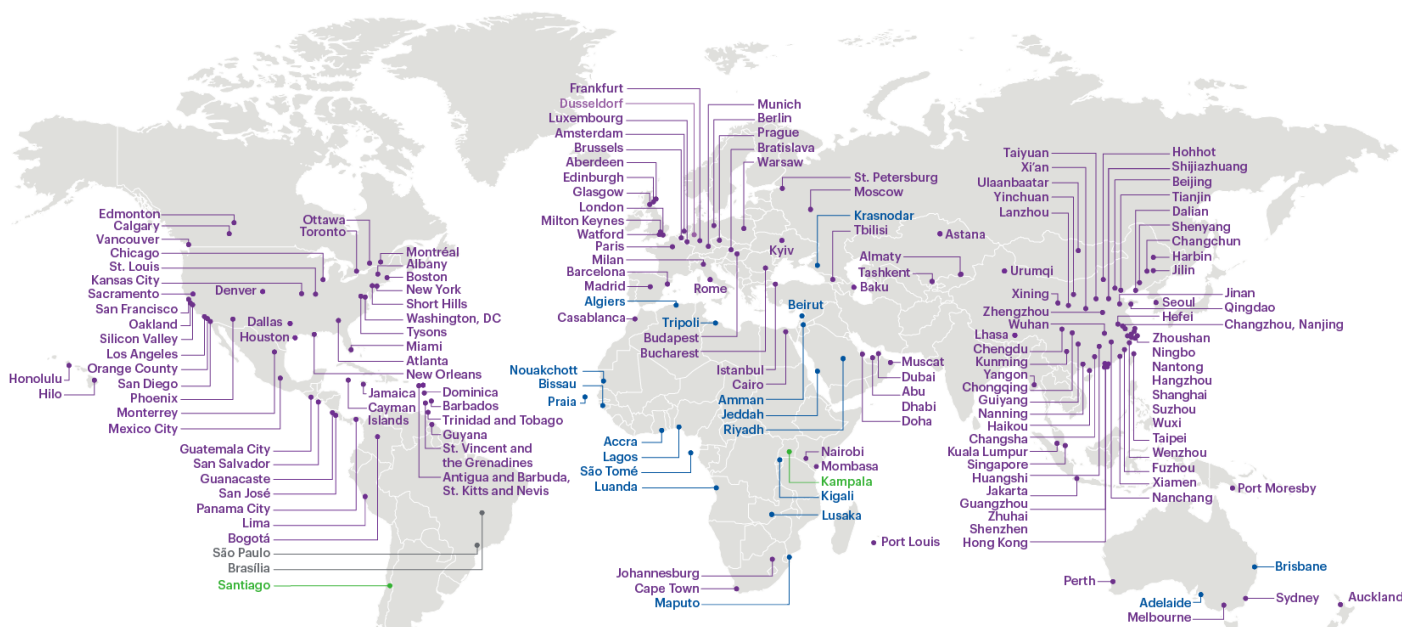 Edmonton
Calgary
Vancouver
Chicago
St. Louis
Kansas City
Sacramento
San Francisco
Oakland
Silicon Valley
Los Angeles
Orange County
San Diego
Phoenix
Monterrey
Mexico City
Honolulu
Hilo
Denver
Dallas
Houston
Ottawa
Toronto
Montréal
Albany
Boston
New York
Short Hills
Washington, DC
Tysons
Miami
Atlanta
New Orleans
Jamaica
Cayman
Islands
Dominica
Barbados
Trinidad and Tobago
Guyana
St. Vincent and
the Grenadines
Antigua and Barbuda,
St. Kitts and Nevis
Guatemala City
San Salvador
Guanacaste
San José
Panama City
Lima
Bogotá
São Paulo
Brasília
Santiago
Frankfurt
Dusseldorf
Luxembourg
Amsterdam
Brussels
Aberdeen
Edinburgh
Glasgow
London
Milton Keynes
Watford
Paris
Milan
Barcelona
Madrid
Algiers
Casablanca
Tripoli
Rome
Budapest
Bucharest
Munich
Berlin
Prague
Bratislava
Warsaw
St. Petersburg
Moscow
Krasnodar
Tbilisi
Kyiv
Astana
Almaty
Tashkent
Baku
Beirut
Istanbul
Cairo
Amman
Jeddah
Riyadh
Muscat
Dubai
Abu
Dhabi
Doha
Nouakchott
Bissau
Praia
Accra
Lagos
São Tomé
Luanda
Nairobi
Mombasa
Kampala
Kigali
Lusaka
Port Louis
Johannesburg
Cape Town
Maputo
Taiyuan
Xi'an
Ulaanbaatar
Yinchuan
Lanzhou
Urumqi
Xining
Zhengzhou
Wuhan
Lhasa
Chengdu
Kunming
Yangon
Chongqing
Guiyang
Nanning
Haikou
Changsha
Kuala Lumpur
Singapore
Huangshi
Jakarta
Guangzhou
Zhuhai
Shenzhen
Hong Kong
Hohhot
Shijiazhuang
Beijing
Tianjin
Dalian
Shenyang
Changchun
Harbin
Jilin
Jinan
Seoul
Qingdao
Hefei
Changzhou, Nanjing
Zhoushan
Ningbo
Nantong
Hangzhou
Shanghai
Suzhou
Wuxi
Taipei
Wenzhou
Fuzhou
Xiamen
Nanchang
Port Moresby
Brisbane
Perth
Adelaide
Melbourne
Sydney
Auckland